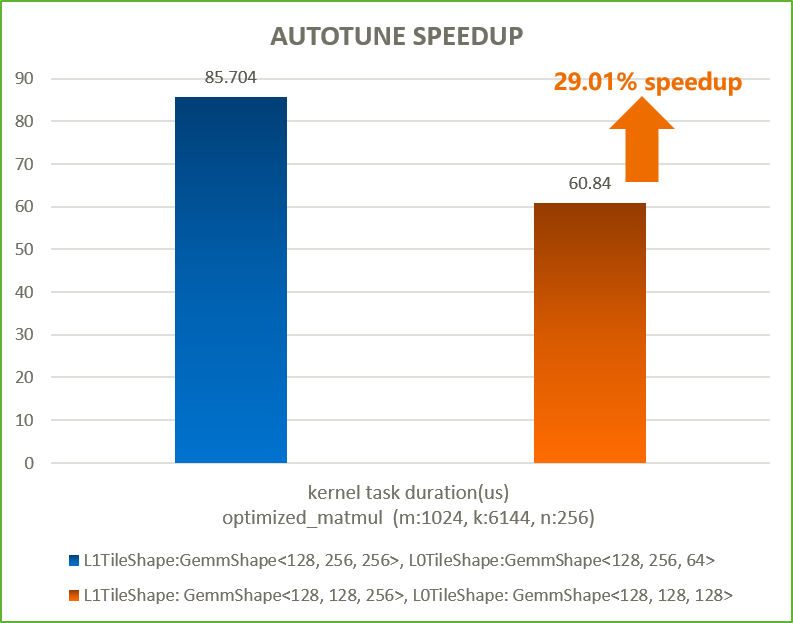 AUTOTUNE SPEEDUP
90
80
70
60
50
40
30
20
10
0
85.704
29.01% speedup
60.84
kernel task duration(us)
optimized_matmul (m:1024, k:6144, n:256)
L1TileShape:GemmShape<128, 256, 256>, L0TileShape:GemmShape<128, 256, 64>
L1TileShape: GemmShape<128, 128, 256>, L0TileShape: GemmShape<128, 128, 128>